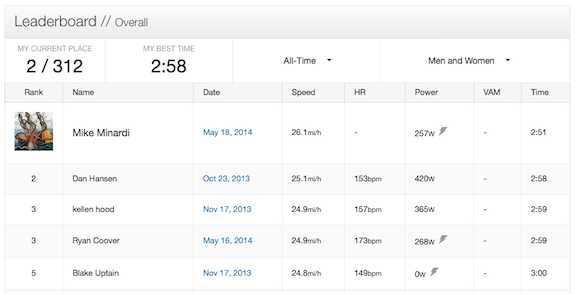 Leaderboard // Overall
MY CURRENT PLACE MY BEST TIME
2 / 312 2:58 All-Time Men and Women
Rank Name Date Speed HR Power VAM Time
Mike Minardi May 18, 2014 26.1mi/h - 257W - 2:51
2 Dan Hansen Oct 23, 2013 25.1mi/h 153bpm 420W - 2:58
3 kellen hood Nov 17, 2013 24.9mi/h 157bpm 365W - 2:59
3 Ryan Coover May 16, 2014 24.9mi/h 173bpm 268W - 2:59
5 Blake Uptain Nov 17, 2013 24.8mi/h 149bpm 0W - 3:00